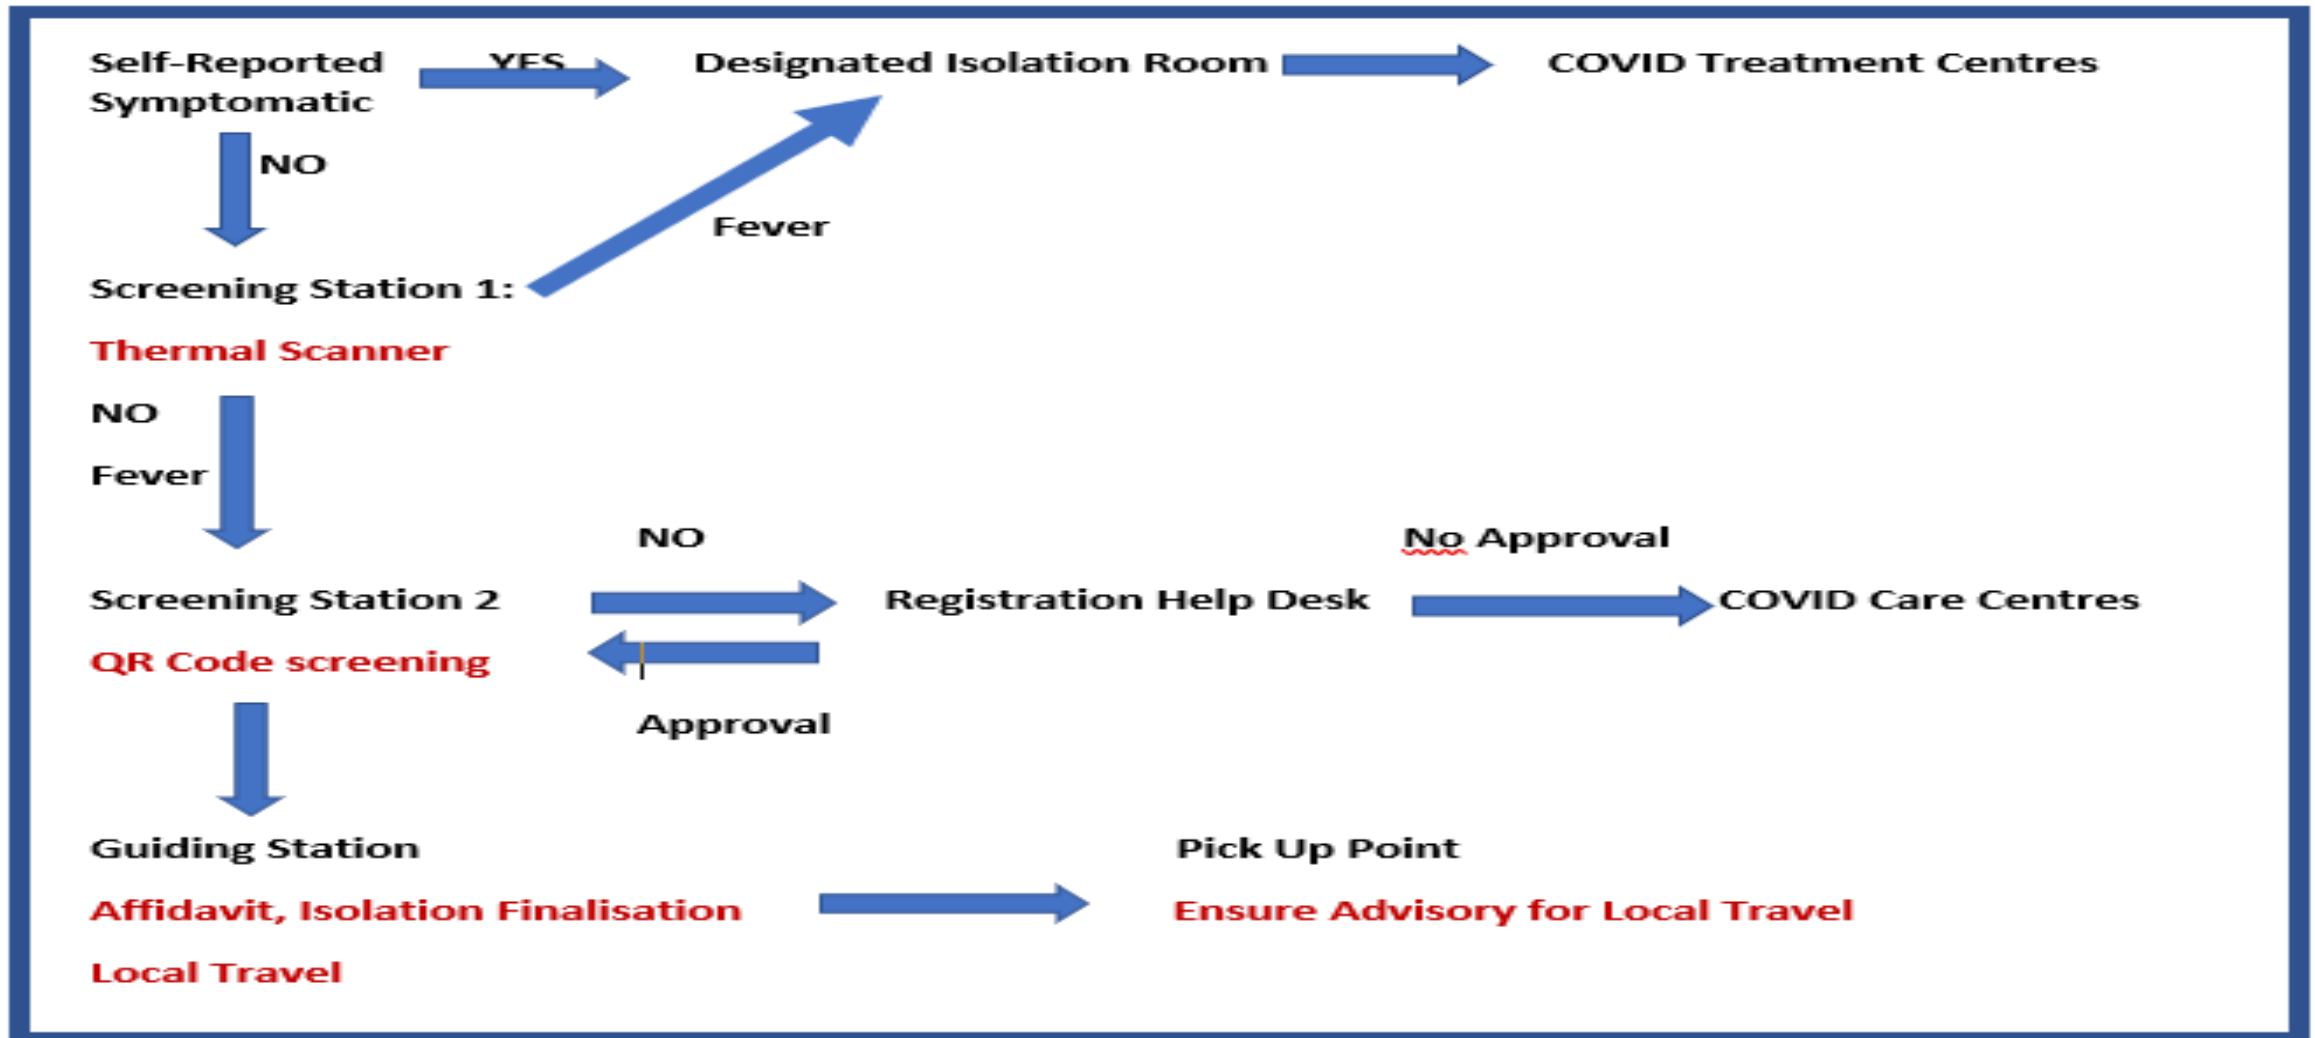 Self-Reported
Symptomatic
YES
Designated Isolation Room
COVID Treatment Centres
NO
Fever
Screening Station 1:
Thermal Scanner
NO
Fever
NO
No Approval
Screening Station 2
Registration Help Desk
COVID Care Centres
QR Code screening
Approval
Guiding Station
Pick Up Point
Affidavit, Isolation Finalisation
Ensure Advisory for Local Travel
Local Travel